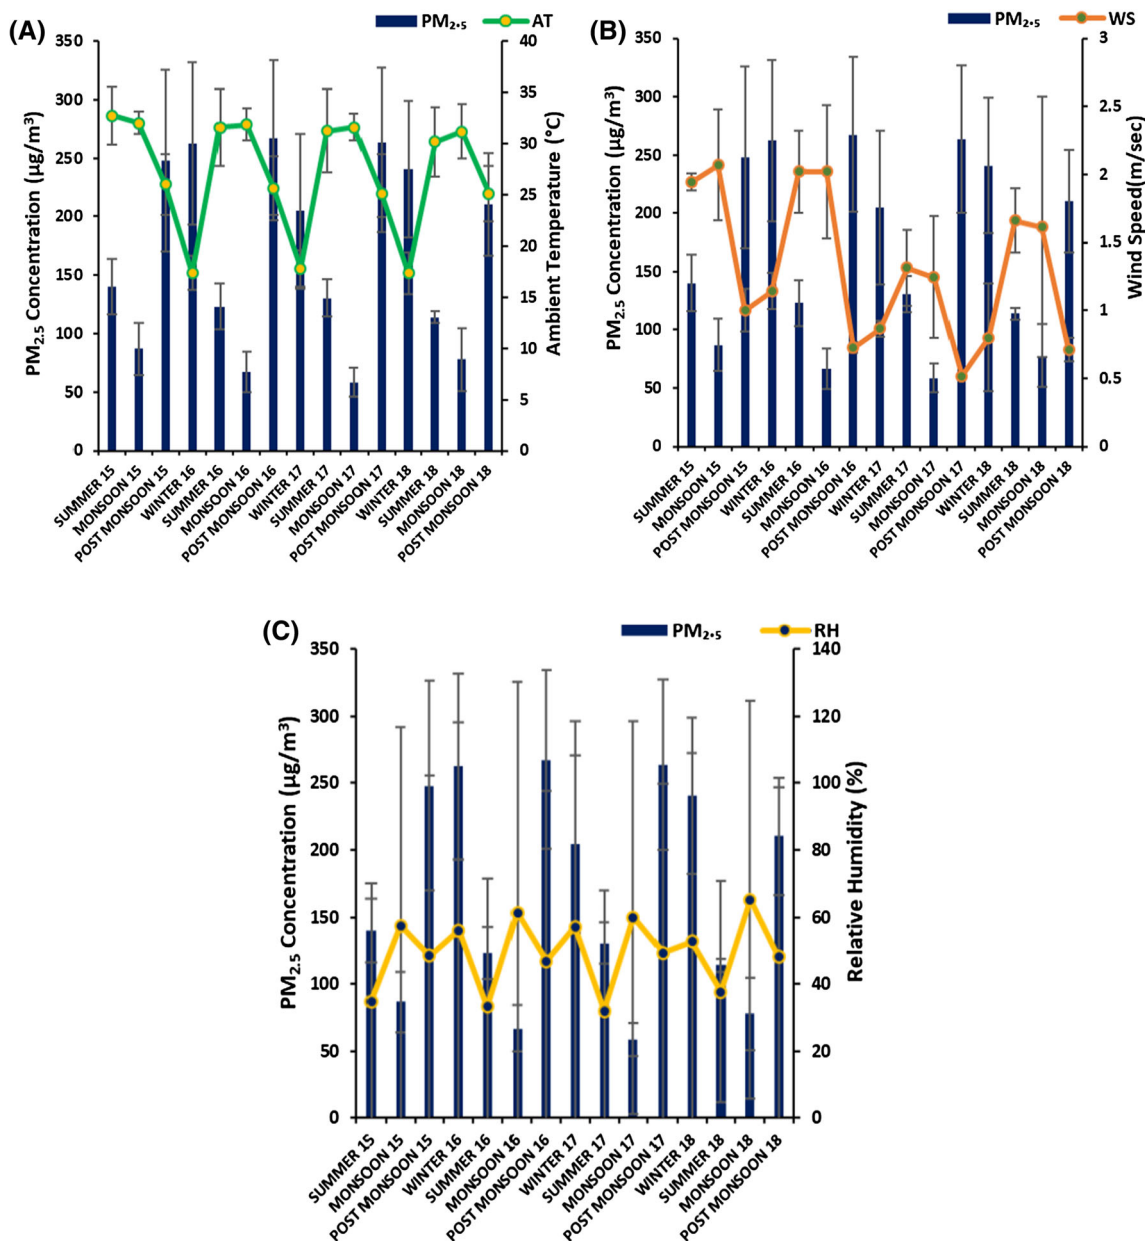 (A)
PM₂.₅ AT
PM₂.₅ Concentration (µg/m³)
350
300
250
200
150
100
50
0
40
35
30
25
20
15
10
5
0
Ambient Temperature (°C)
SUMMER 15
MONSOON 15
POST MONSOON 15
WINTER 16
SUMMER 16
MONSOON 16
POST MONSOON 16
WINTER 17
SUMMER 17
MONSOON 17
POST MONSOON 17
WINTER 18
SUMMER 18
MONSOON 18
POST MONSOON 18
(B)
PM₂.₅ WS
PM₂.₅ Concentration (µg/m³)
350
300
250
200
150
100
50
0
3
2.5
2
1.5
1
0.5
0
Wind Speed(m/sec)
SUMMER 15
MONSOON 15
POST MONSOON 15
WINTER 16
SUMMER 16
MONSOON 16
POST MONSOON 16
WINTER 17
SUMMER 17
MONSOON 17
POST MONSOON 17
WINTER 18
SUMMER 18
MONSOON 18
POST MONSOON 18
(C)
PM₂.₅ RH
PM₂.₅ Concentration (µg/m³)
350
300
250
200
150
100
50
0
140
120
100
80
60
40
20
0
Relative Humidity (%)
SUMMER 15
MONSOON 15
POST MONSOON 15
WINTER 16
SUMMER 16
MONSOON 16
POST MONSOON 16
WINTER 17
SUMMER 17
MONSOON 17
POST MONSOON 17
WINTER 18
SUMMER 18
MONSOON 18
POST MONSOON 18